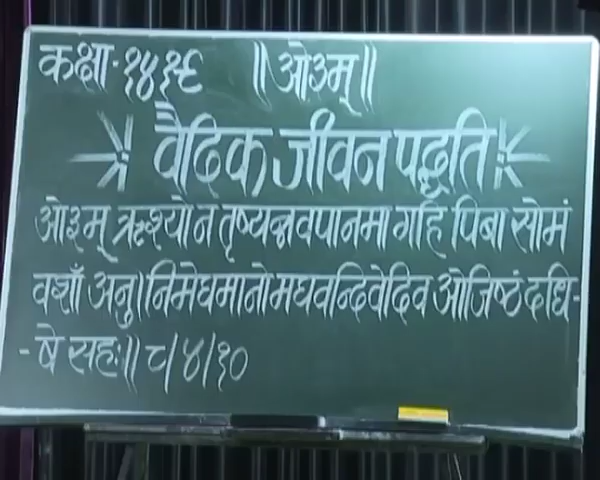 कक्षा-१४१६ ॥ओ३म्॥
वैदिक जीवन पद्धति
ओ३म् ऋश्यो न तृष्यन्नवपानमा गहि पिबा सोमं
वशाँ अनु। निमेघमानो मघवन्दिवेदिव ओजिष्ठं दधि-
-षे सहः॥ ८/४/१०